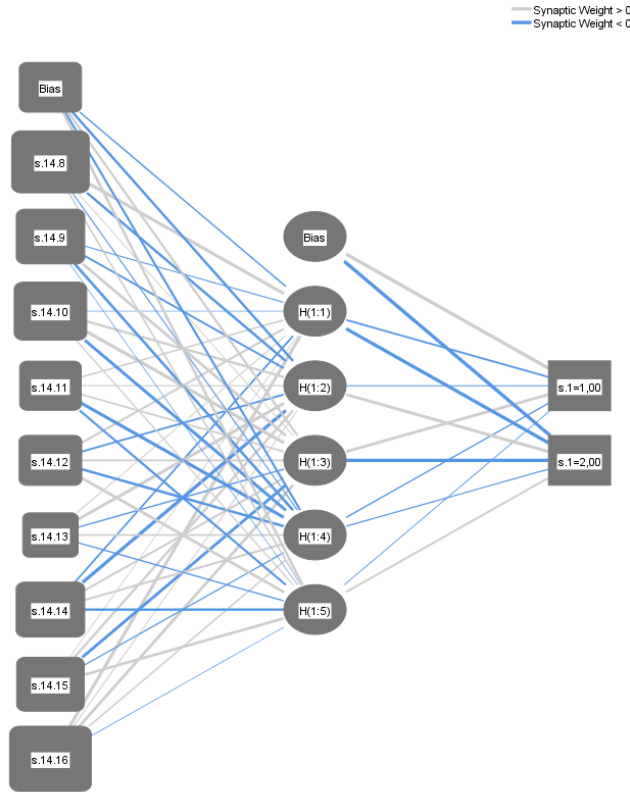 Synaptic Weight > 0
Synaptic Weight < 0
Bias
s.14.8
s.14.9
s.14.10
s.14.11
s.14.12
s.14.13
s.14.14
s.14.15
s.14.16
Bias
H(1:1)
H(1:2)
H(1:3)
H(1:4)
H(1:5)
s.1=1,00
s.1=2,00